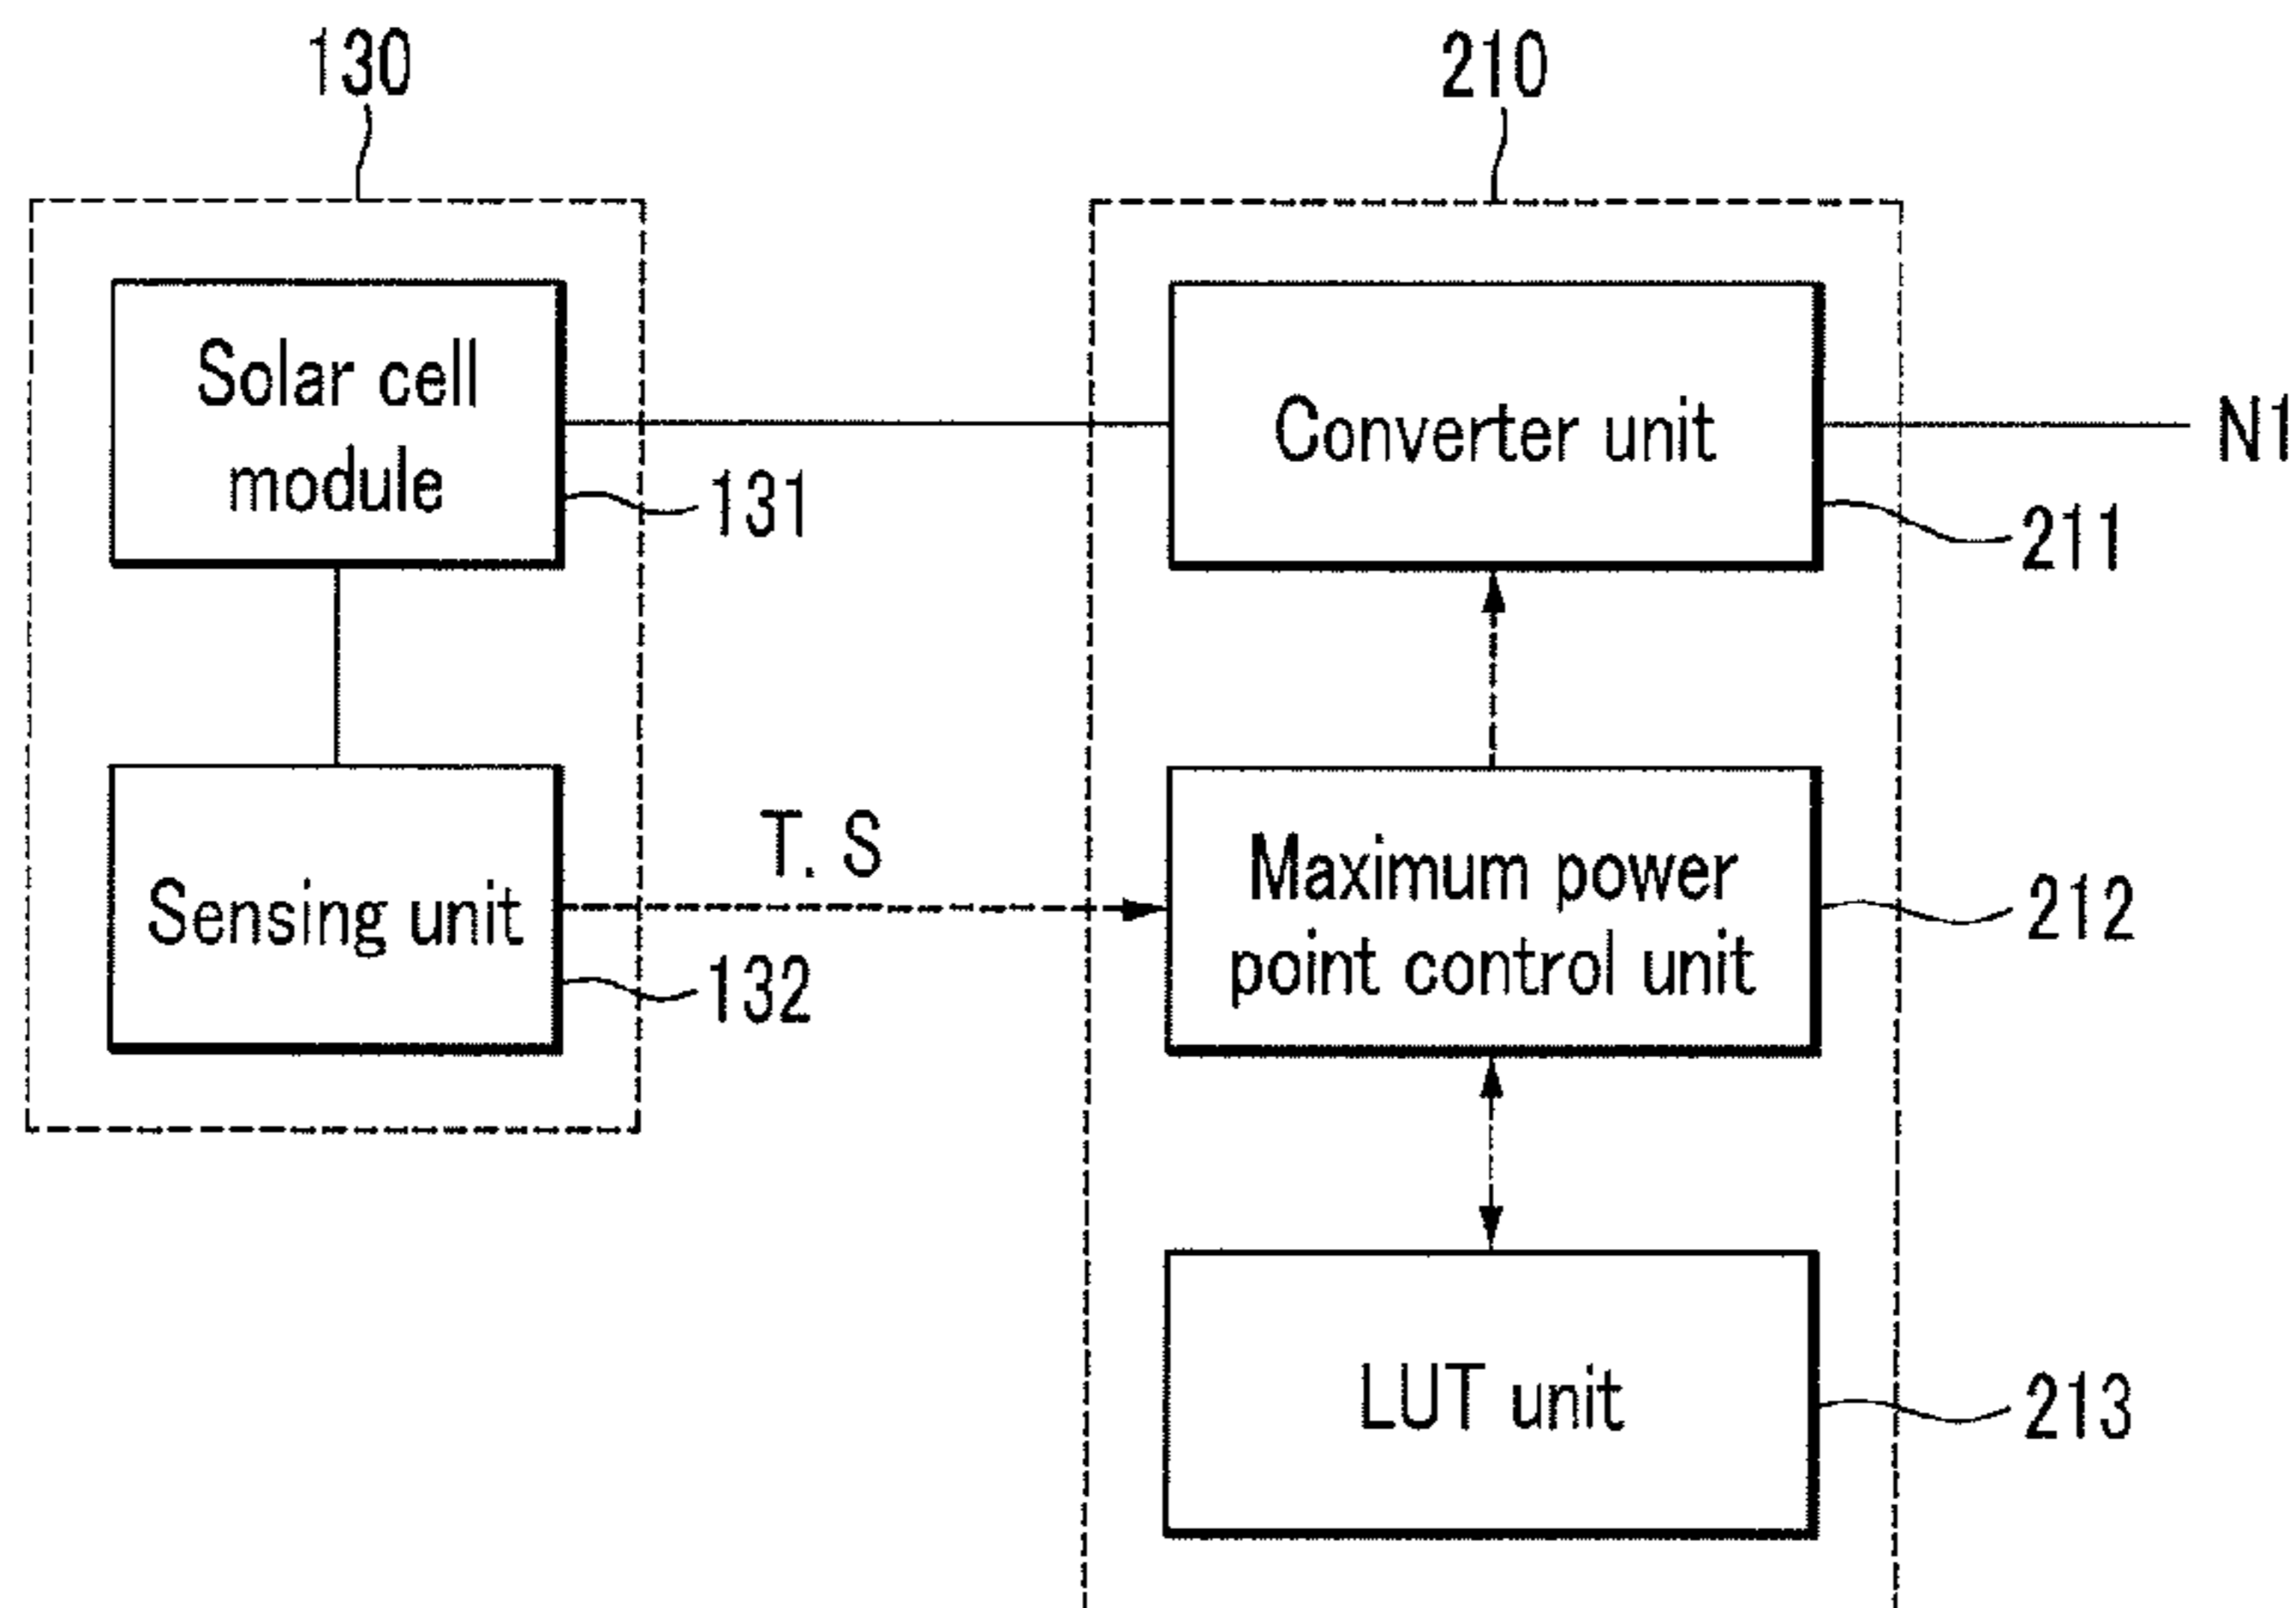 130
210
Solar cell
module
131
Converter unit
N1
211
Sensing unit
132
T. S
Maximum power
point control unit
212
LUT unit
213